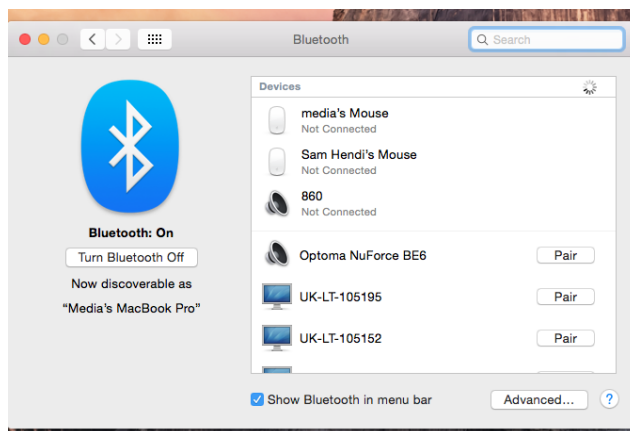 Bluetooth
Search
Bluetooth: On
Turn Bluetooth Off
Now discoverable as
“Media’s MacBook Pro”
Devices
media’s Mouse
Not Connected
Sam Hendi’s Mouse
Not Connected
860
Not Connected
Optoma NuForce BE6 Pair
UK-LT-105195 Pair
UK-LT-105152 Pair
Show Bluetooth in menu bar
Advanced... ?